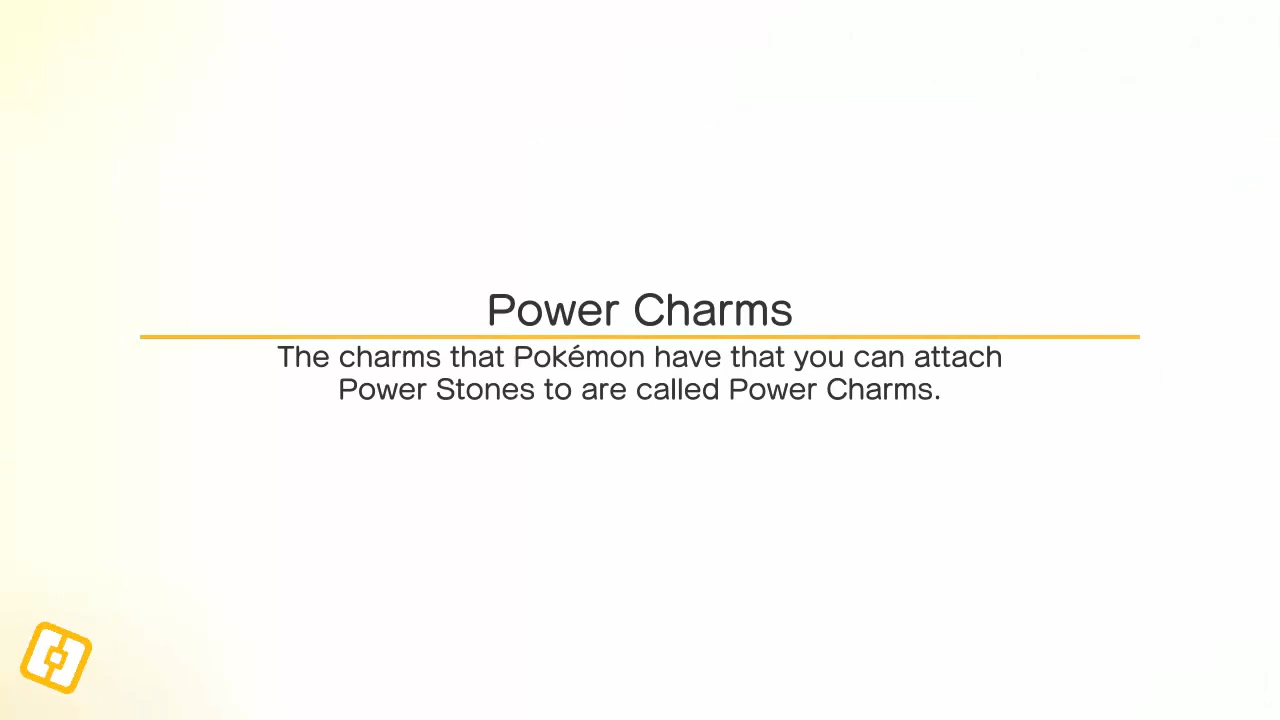 Power Charms
The charms that Pokémon have that you can attach
Power Stones to are called Power Charms.